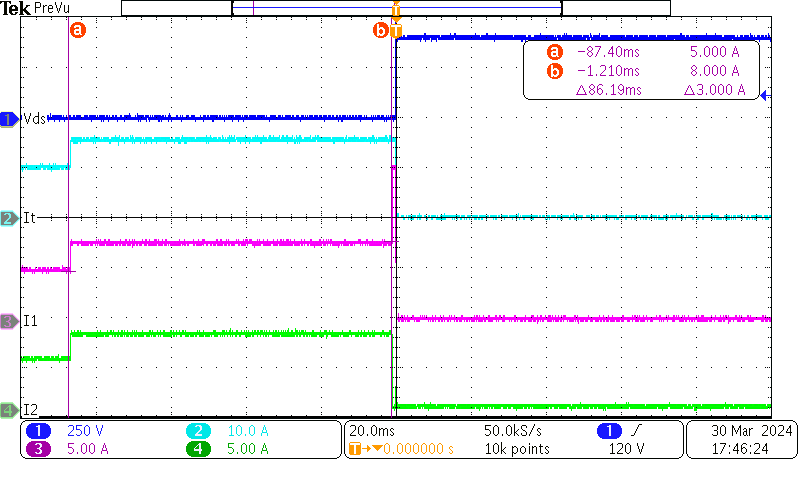 Tek PreVu
T
a b T
a −87.40ms 5.000 A
b −1.210ms 8.000 A
△86.19ms △3.000 A
1 Vds
2 It
3 I1
4 I2
1 250 V 2 10.0 A
3 5.00 A 4 5.00 A
20.0ms 50.0kS/s 1
T→▼0.000000 s 10k points 120 V
30 Mar 2024
17:46:24